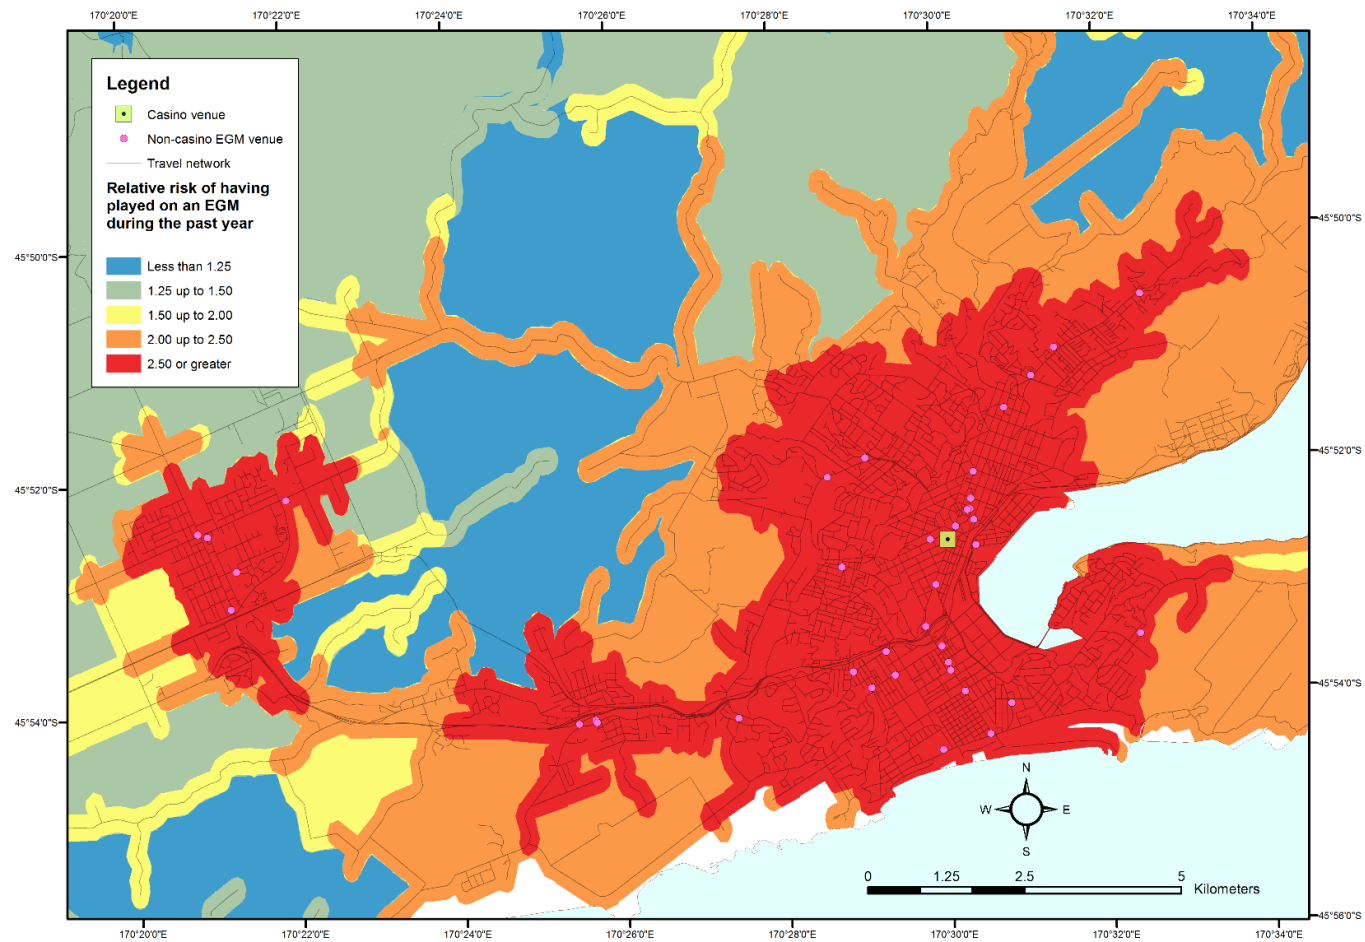 170°20'0"E 170°22'0"E 170°24'0"E 170°26'0"E 170°28'0"E 170°30'0"E 170°32'0"E 170°34'0"E
Legend
Casino venue
Non-casino EGM venue
Travel network
Relative risk of having
played on an EGM
during the past year
Less than 1.25
1.25 up to 1.50
1.50 up to 2.00
2.00 up to 2.50
2.50 or greater
45°50'0"S
45°50'0"S
45°52'0"S
45°52'0"S
45°54'0"S
45°54'0"S
N
W E
S
0 1.25 2.5 5
Kilometers
45°56'0"S
170°20'0"E 170°22'0"E 170°24'0"E 170°26'0"E 170°28'0"E 170°30'0"E 170°32'0"E 170°34'0"E